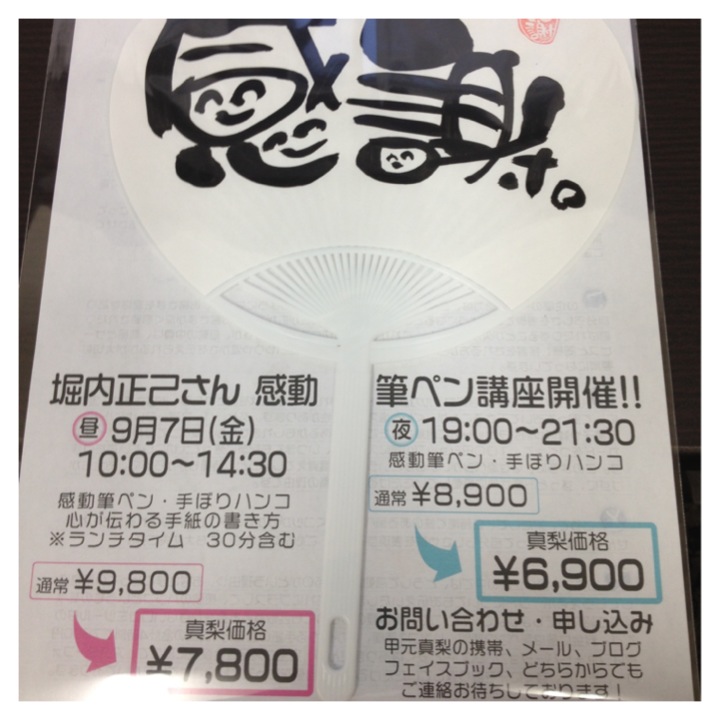 感謝
堀内正己さん 感動
昼 9月7日(金)
10:00〜14:30
感動筆ペン・手ほりハンコ
心が伝わる手紙の書き方
※ランチタイム 30分含む
通常 ¥9,800
真梨価格
¥7,800
筆ペン講座開催!!
夜 19:00〜21:30
感動筆ペン・手ほりハンコ
通常 ¥8,900
真梨価格
¥6,900
お問い合わせ・申し込み
甲元真梨の携帯、メール、ブログ
フェイスブック、どちらからでも
ご連絡お待ちしております!